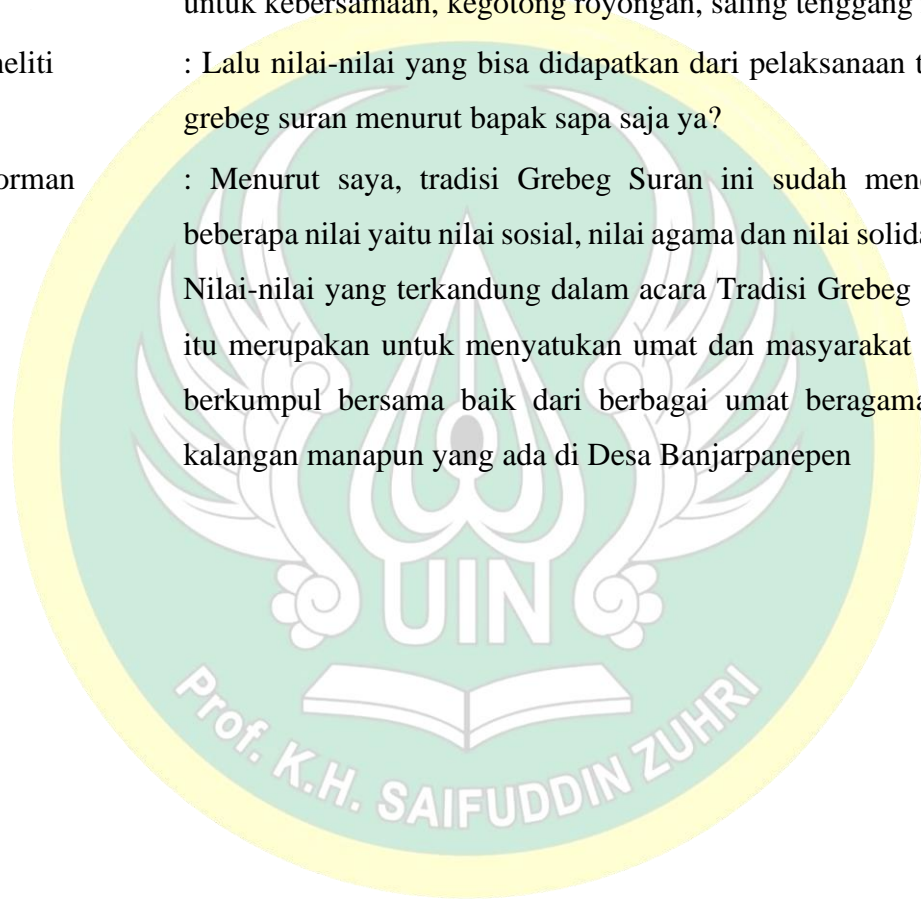 untuk kebersamaan, kegotong royongan, saling tenggang
neliti : Lalu nilai-nilai yang bisa didapatkan dari pelaksanaan t
grebeg suran menurut bapak sapa saja ya?
orman : Menurut saya, tradisi Grebeg Suran ini sudah men
beberapa nilai yaitu nilai sosial, nilai agama dan nilai solida
Nilai-nilai yang terkandung dalam acara Tradisi Grebeg
itu merupakan untuk menyatukan umat dan masyarakat
berkumpul bersama baik dari berbagai umat beragama
kalangan manapun yang ada di Desa Banjarpanepen
UIN
Prof. K.H. SAIFUDDIN ZUHRI